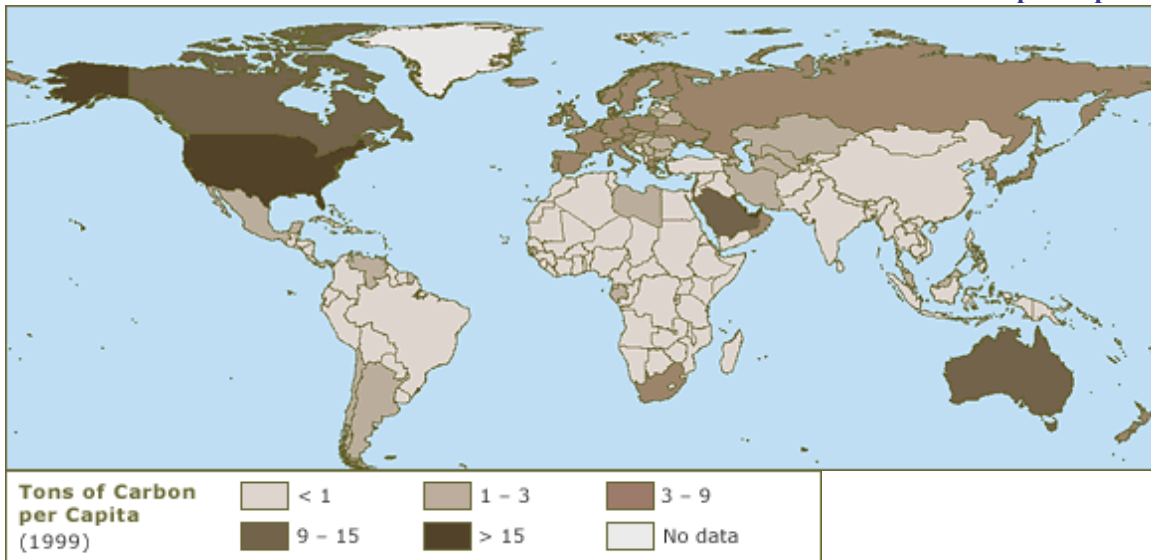 Tons of Carbon
per Capita
(1999)
< 1
1 – 3
3 – 9
9 – 15
> 15
No data